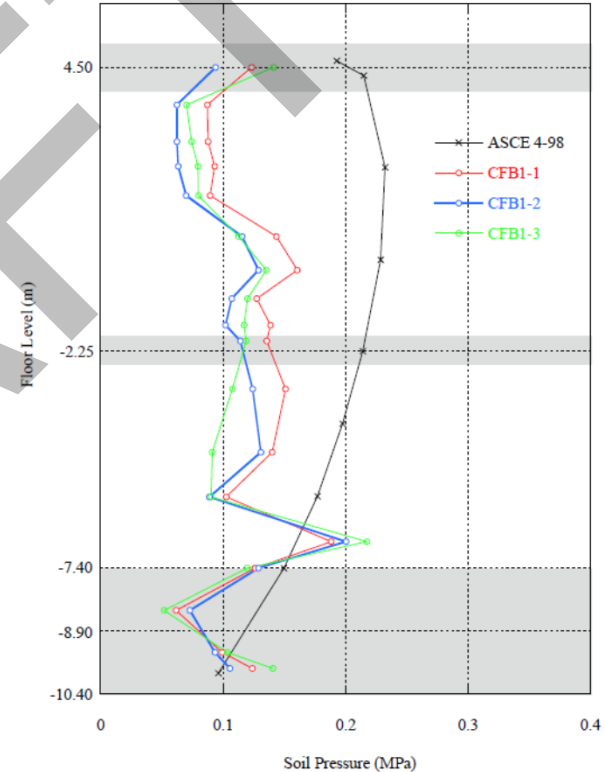 4.50
ASCE 4-98
CFB1-1
CFB1-2
CFB1-3
Floor Level (m)
-2.25
-7.40
-8.90
-10.40
0 0.1 0.2 0.3 0.4
Soil Pressure (MPa)